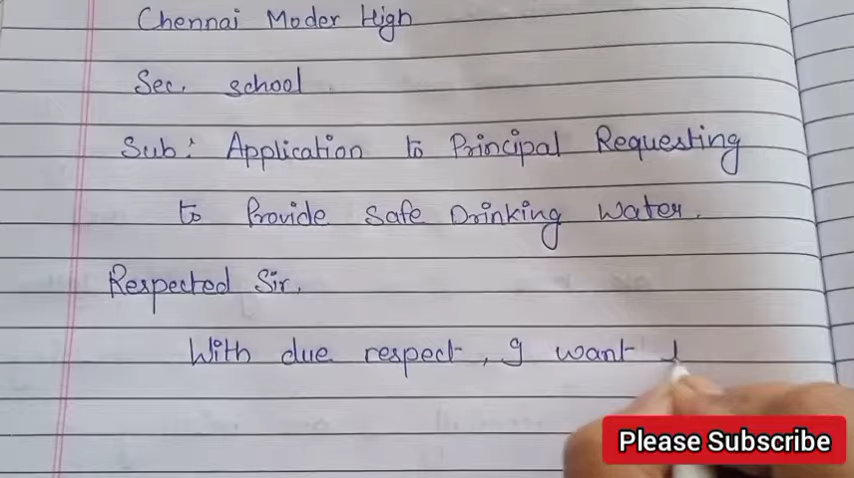 Chennai Moder High
Sec. school
Sub: Application to Principal Requesting
to Provide Safe Drinking Water.
Respected Sir,
With due respect, I want
Please Subscribe